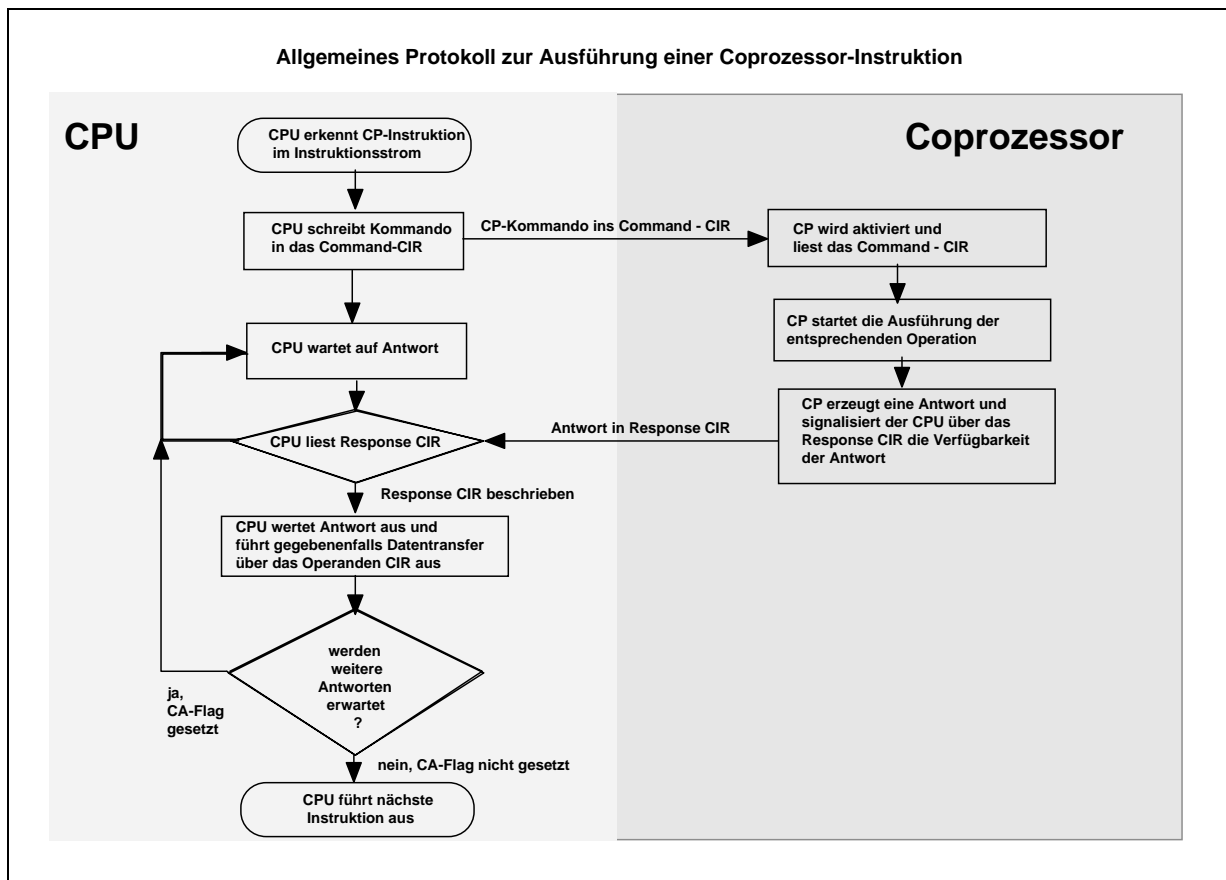 Allgemeines Protokoll zur Ausführung einer Coprozessor-Instruktion
CPU
Coprozessor
CPU erkennt CP-Instruktion
im Instruktionsstrom
CPU schreibt Kommando
in das Command-CIR
CP-Kommando ins Command - CIR
CP wird aktiviert und
liest das Command - CIR
CP startet die Ausführung der
entsprechenden Operation
CPU wartet auf Antwort
CP erzeugt eine Antwort und
signalisiert der CPU über das
Response CIR die Verfügbarkeit
der Antwort
Antwort in Response CIR
CPU liest Response CIR
Response CIR beschrieben
CPU wertet Antwort aus und
führt gegebenenfalls Datentransfer
über das Operanden CIR aus
werden
weitere
Antworten
erwartet
?
ja,
CA-Flag
gesetzt
nein, CA-Flag nicht gesetzt
CPU führt nächste
Instruktion aus